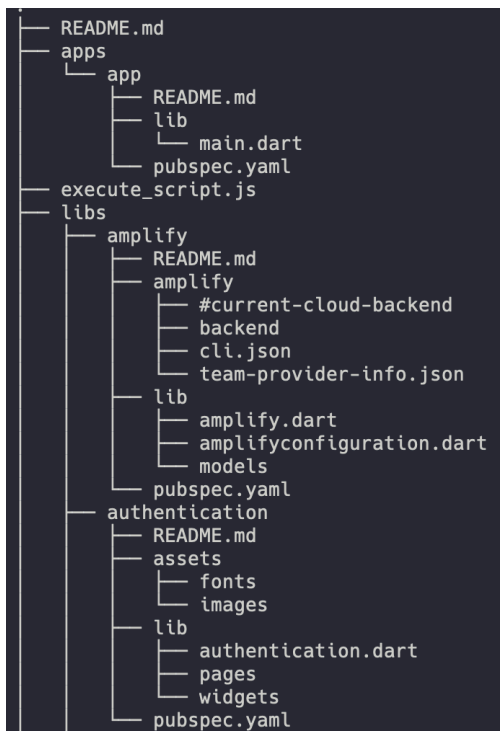 .
├── README.md
├── apps
│   └── app
│       ├── README.md
│       ├── lib
│       │   └── main.dart
│       └── pubspec.yaml
├── execute_script.js
├── libs
│   ├── amplify
│   │   ├── README.md
│   │   ├── amplify
│   │   │   ├── #current-cloud-backend
│   │   │   ├── backend
│   │   │   ├── cli.json
│   │   │   └── team-provider-info.json
│   │   ├── lib
│   │   │   ├── amplify.dart
│   │   │   ├── amplifyconfiguration.dart
│   │   │   └── models
│   │   └── pubspec.yaml
│   ├── authentication
│   │   ├── README.md
│   │   ├── assets
│   │   │   ├── fonts
│   │   │   └── images
│   │   ├── lib
│   │   │   ├── authentication.dart
│   │   │   ├── pages
│   │   │   └── widgets
│   │   └── pubspec.yaml